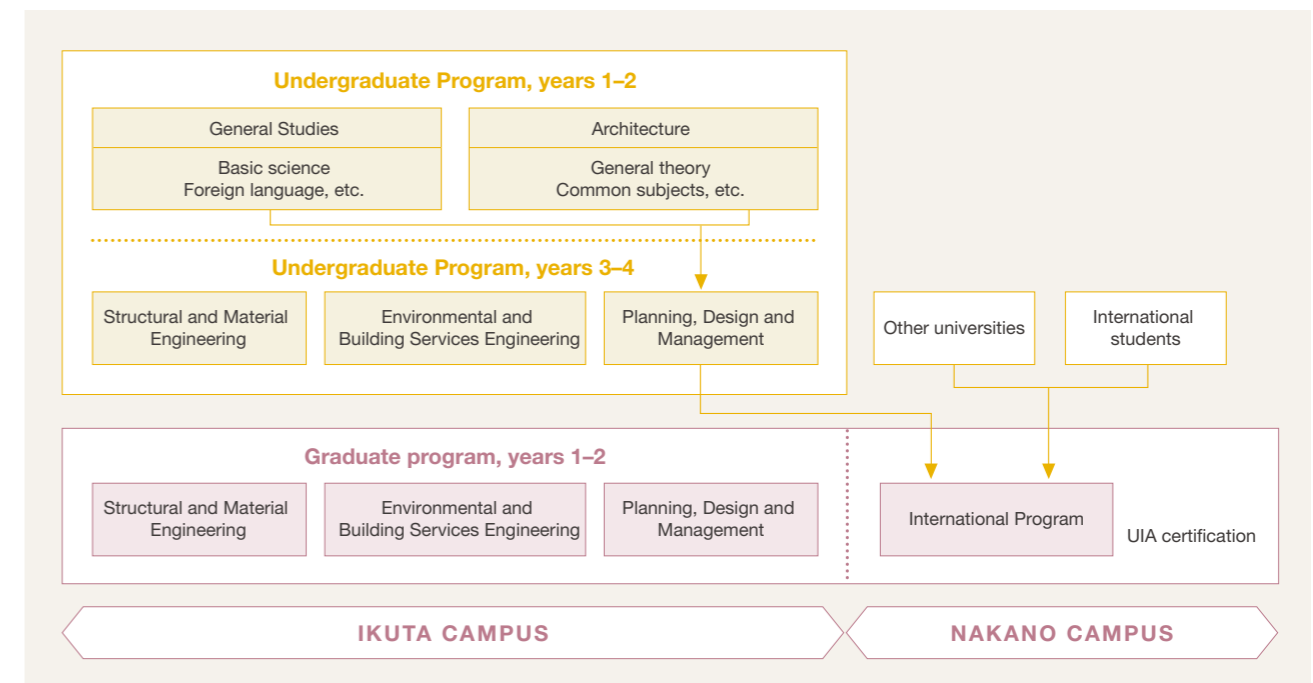 Undergraduate Program, years 1–2
General Studies
Basic science
Foreign language, etc.
Architecture
General theory
Common subjects, etc.
Undergraduate Program, years 3–4
Structural and Material
Engineering
Environmental and
Building Services Engineering
Planning, Design and
Management
Other universities
International
students
Graduate program, years 1–2
Structural and Material
Engineering
Environmental and
Building Services Engineering
Planning, Design and
Management
International Program
UIA certification
IKUTA CAMPUS
NAKANO CAMPUS